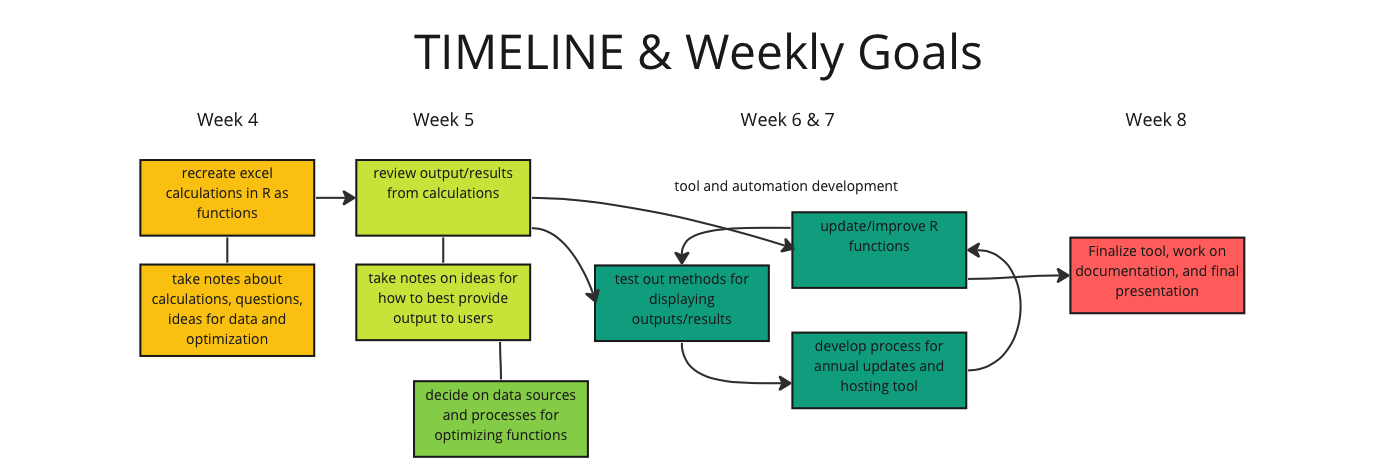 TIMELINE & Weekly Goals
Week 4
Week 5
Week 6 & 7
Week 8
recreate excel
calculations in R as
functions
take notes about
calculations, questions,
ideas for data and
optimization
review output/results
from calculations
take notes on ideas for
how to best provide
output to users
decide on data sources
and processes for
optimizing functions
tool and automation development
update/improve R
functions
test out methods for
displaying
outputs/results
develop process for
annual updates and
hosting tool
Finalize tool, work on
documentation, and final
presentation